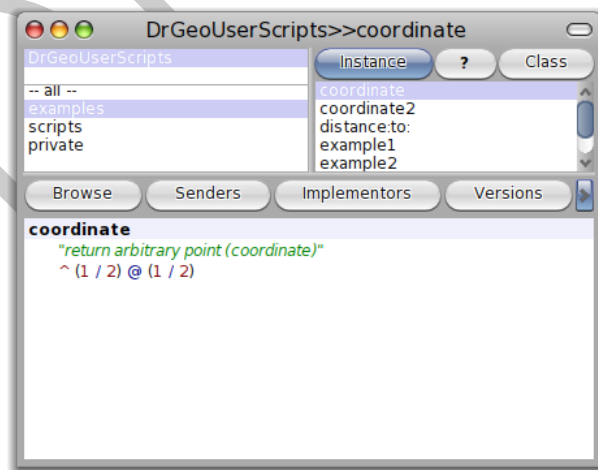 DrGeoUserScripts>>coordinate
DrGeoUserScripts
-- all --
examples
scripts
private
Instance ? Class
coordinate
coordinate2
distance:to:
example1
example2
Browse Senders Implementors Versions
coordinate
"return arbitrary point (coordinate)"
^ (1 / 2) @ (1 / 2)